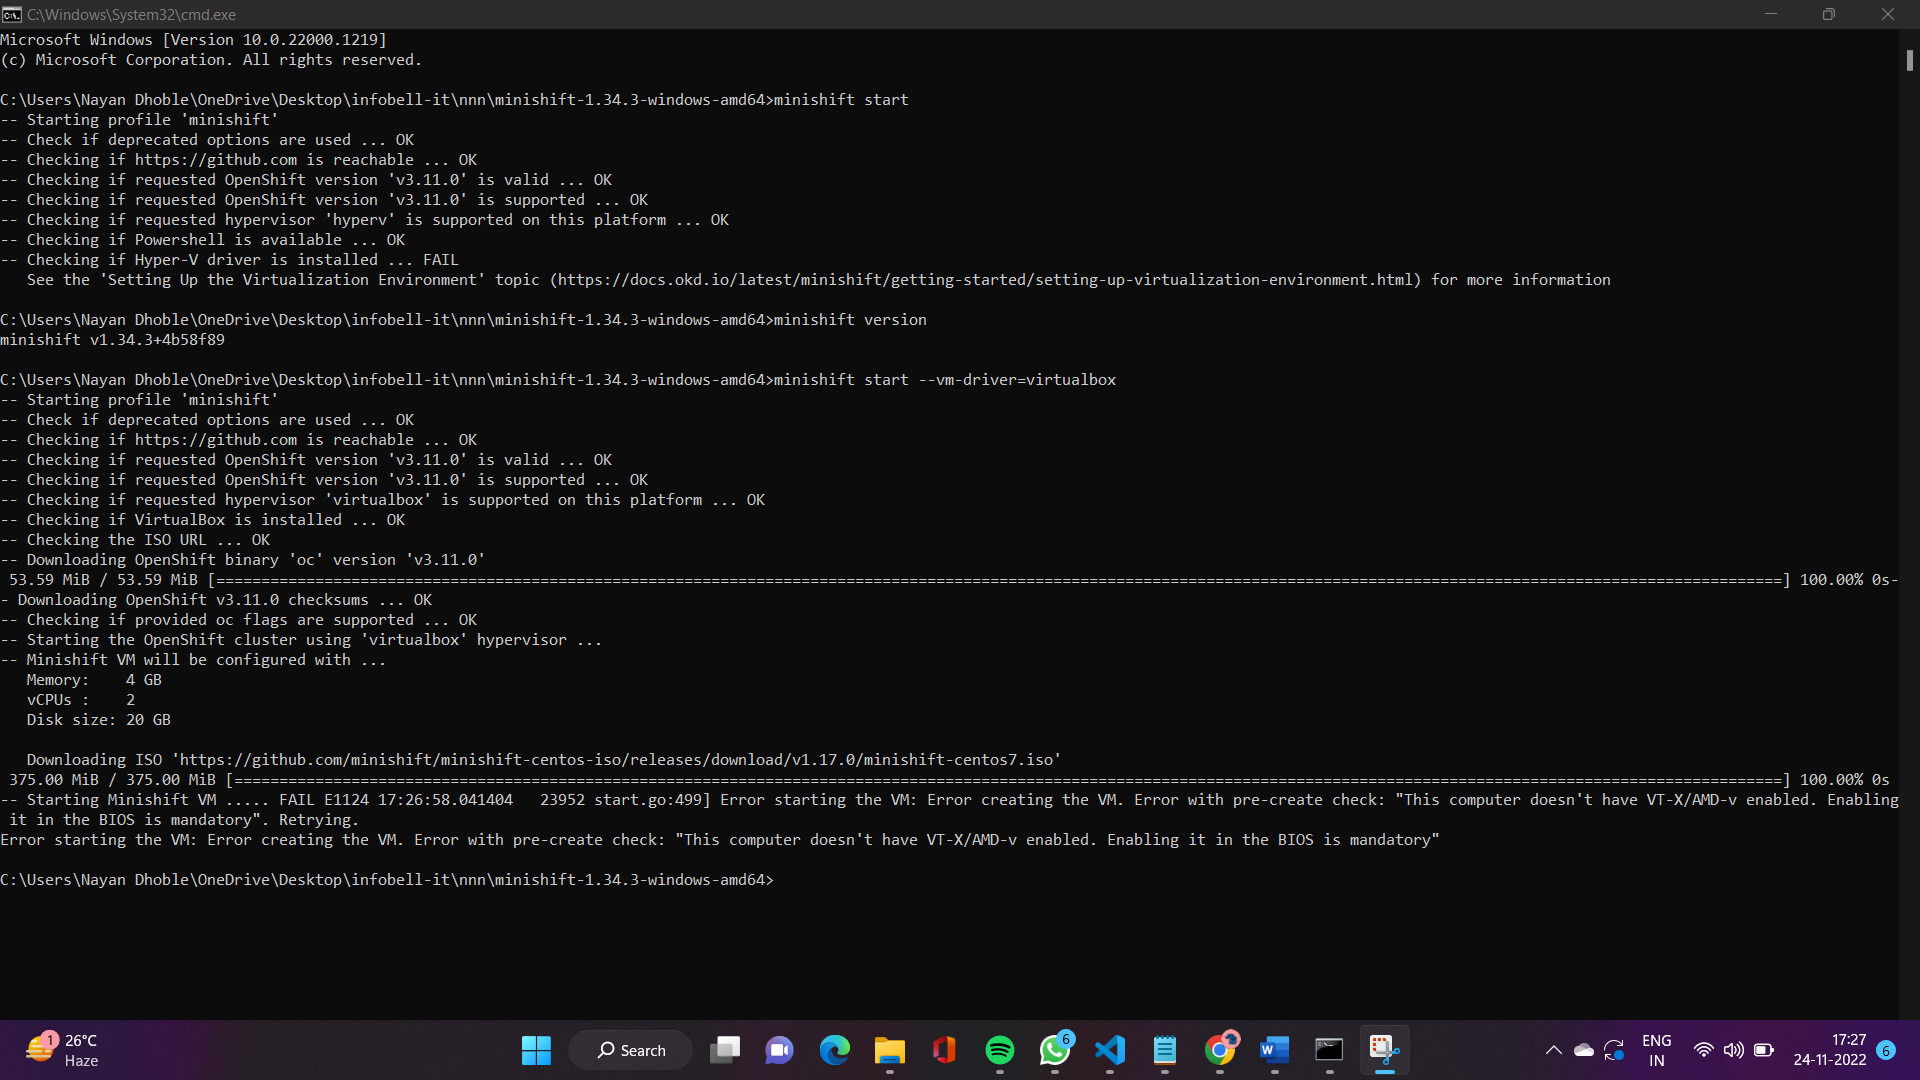 C:\Windows\System32\cmd.exe
Microsoft Windows [Version 10.0.22000.1219]
(c) Microsoft Corporation. All rights reserved.
C:\Users\Nayan Dhoble\OneDrive\Desktop\infobell-it\nnn\minishift-1.34.3-windows-amd64>minishift start
-- Starting profile 'minishift'
-- Check if deprecated options are used ... OK
-- Checking if https://github.com is reachable ... OK
-- Checking if requested OpenShift version 'v3.11.0' is valid ... OK
-- Checking if requested OpenShift version 'v3.11.0' is supported ... OK
-- Checking if requested hypervisor 'hyperv' is supported on this platform ... OK
-- Checking if Powershell is available ... OK
-- Checking if Hyper-V driver is installed ... FAIL
   See the 'Setting Up the Virtualization Environment' topic (https://docs.okd.io/latest/minishift/getting-started/setting-up-virtualization-environment.html) for more information
C:\Users\Nayan Dhoble\OneDrive\Desktop\infobell-it\nnn\minishift-1.34.3-windows-amd64>minishift version
minishift v1.34.3+4b58f89
C:\Users\Nayan Dhoble\OneDrive\Desktop\infobell-it\nnn\minishift-1.34.3-windows-amd64>minishift start --vm-driver=virtualbox
-- Starting profile 'minishift'
-- Check if deprecated options are used ... OK
-- Checking if https://github.com is reachable ... OK
-- Checking if requested OpenShift version 'v3.11.0' is valid ... OK
-- Checking if requested OpenShift version 'v3.11.0' is supported ... OK
-- Checking if requested hypervisor 'virtualbox' is supported on this platform ... OK
-- Checking if VirtualBox is installed ... OK
-- Checking the ISO URL ... OK
-- Downloading OpenShift binary 'oc' version 'v3.11.0'
 53.59 MiB / 53.59 MiB [==============================================================================================================================================================================] 100.00% 0s-
- Downloading OpenShift v3.11.0 checksums ... OK
-- Checking if provided oc flags are supported ... OK
-- Starting the OpenShift cluster using 'virtualbox' hypervisor ...
-- Minishift VM will be configured with ...
   Memory:    4 GB
   vCPUs :    2
   Disk size: 20 GB
   Downloading ISO 'https://github.com/minishift/minishift-centos-iso/releases/download/v1.17.0/minishift-centos7.iso'
 375.00 MiB / 375.00 MiB [============================================================================================================================================================================] 100.00% 0s
-- Starting Minishift VM ..... FAIL E1124 17:26:58.041404   23952 start.go:499] Error starting the VM: Error creating the VM. Error with pre-create check: "This computer doesn't have VT-X/AMD-v enabled. Enabling
 it in the BIOS is mandatory". Retrying.
Error starting the VM: Error creating the VM. Error with pre-create check: "This computer doesn't have VT-X/AMD-v enabled. Enabling it in the BIOS is mandatory"
C:\Users\Nayan Dhoble\OneDrive\Desktop\infobell-it\nnn\minishift-1.34.3-windows-amd64>
1
26°C
Haze
Search
6
ENG
IN
17:27
24-11-2022
6